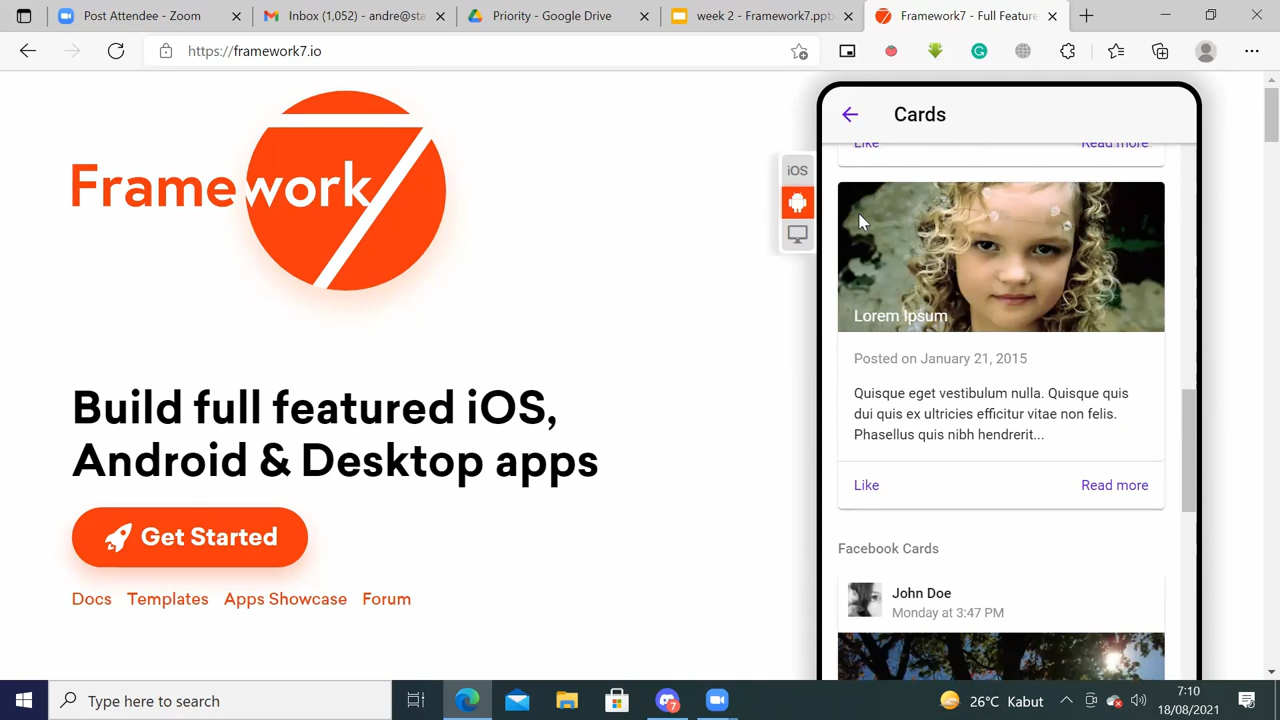 Post Attende - Zoom
Inbox (1,052) - andre@sta
Priority - Google Drive
week 2 - Framework7.ppt
Framework7 - Full Feature
https://framework7.io
Framework
Build full featured iOS,
Android & Desktop apps
Get Started
Docs Templates Apps Showcase Forum
iOS
Cards
Like Read more
Lorem Ipsum
Posted on January 21, 2015
Quisque eget vestibulum nulla. Quisque quis
dui quis ex ultricies efficitur vitae non felis.
Phasellus quis nibh hendrerit...
Like Read more
Facebook Cards
John Doe
Monday at 3:47 PM
Type here to search
26°C Kabut
7:10
18/08/2021